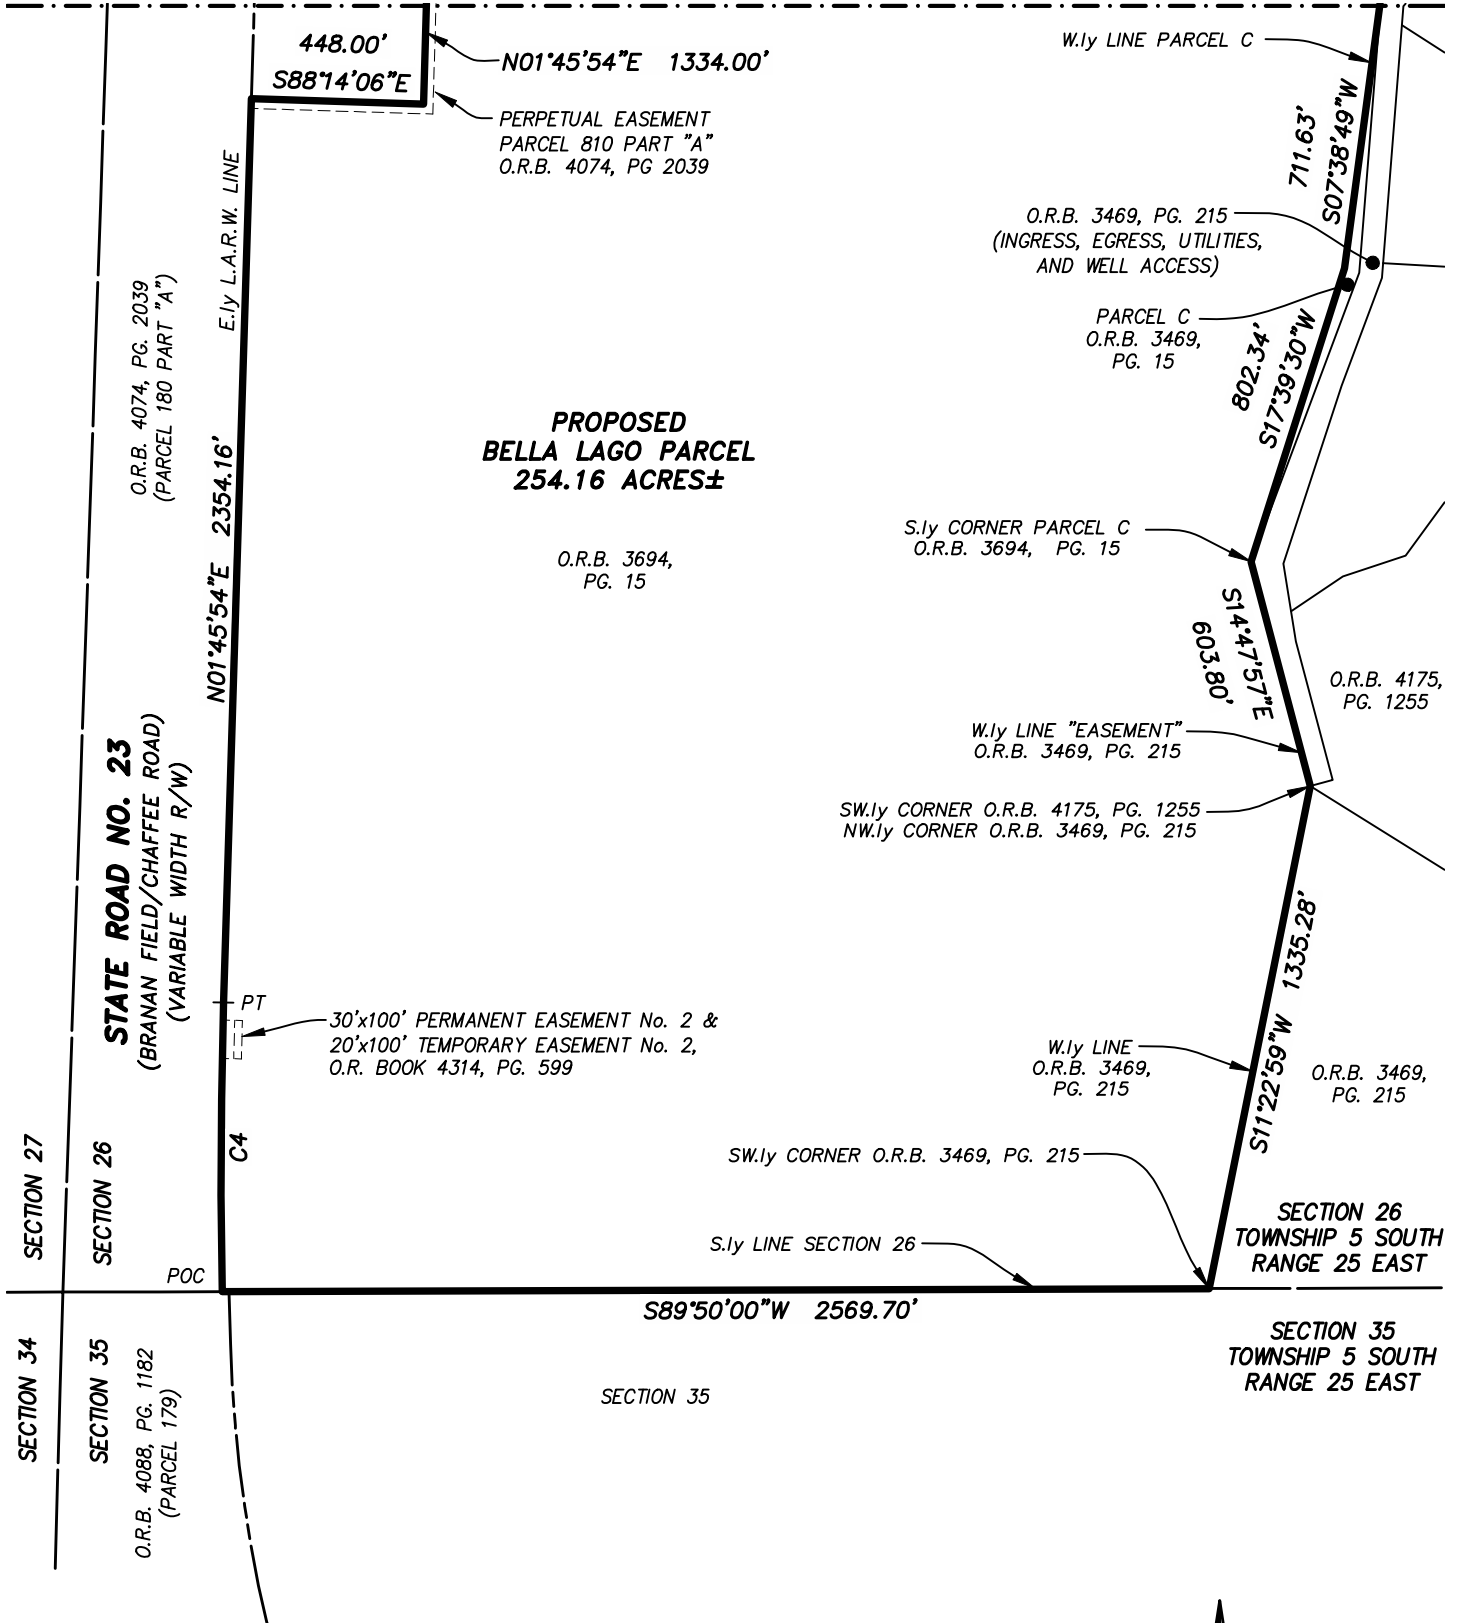 448.00'
S88°14'06"E
N01°45'54"E 1334.00'
PERPETUAL EASEMENT
PARCEL 810 PART "A"
O.R.B. 4074, PG 2039
W.ly LINE PARCEL C
711.63'
S07°38'49"W
O.R.B. 3469, PG. 215
(INGRESS, EGRESS, UTILITIES,
AND WELL ACCESS)
PARCEL C
O.R.B. 3469,
PG. 15
802.34'
S17°39'30"W
E.ly L.A.R.W. LINE
O.R.B. 4074, PG. 2039
(PARCEL 180 PART "A")
N01°45'54"E 2354.16'
PROPOSED
BELLA LAGO PARCEL
254.16 ACRES±
O.R.B. 3694,
PG. 15
S.ly CORNER PARCEL C
O.R.B. 3694, PG. 15
S14°47'57"E
603.80'
O.R.B. 4175,
PG. 1255
W.ly LINE "EASEMENT"
O.R.B. 3469, PG. 215
SW.ly CORNER O.R.B. 4175, PG. 1255
NW.ly CORNER O.R.B. 3469, PG. 215
STATE ROAD NO. 23
(BRANAN FIELD/CHAFFEE ROAD)
(VARIABLE WIDTH R/W)
PT
30'x100' PERMANENT EASEMENT No. 2 &
20'x100' TEMPORARY EASEMENT No. 2,
O.R. BOOK 4314, PG. 599
S11°22'59"W 1335.28'
W.ly LINE
O.R.B. 3469,
PG. 215
O.R.B. 3469,
PG. 215
C4
SECTION 27
SECTION 26
SW.ly CORNER O.R.B. 3469, PG. 215
S.ly LINE SECTION 26
SECTION 26
TOWNSHIP 5 SOUTH
RANGE 25 EAST
POC
S89°50'00"W 2569.70'
SECTION 34
SECTION 35
O.R.B. 4088, PG. 1182
(PARCEL 179)
SECTION 35
SECTION 35
TOWNSHIP 5 SOUTH
RANGE 25 EAST